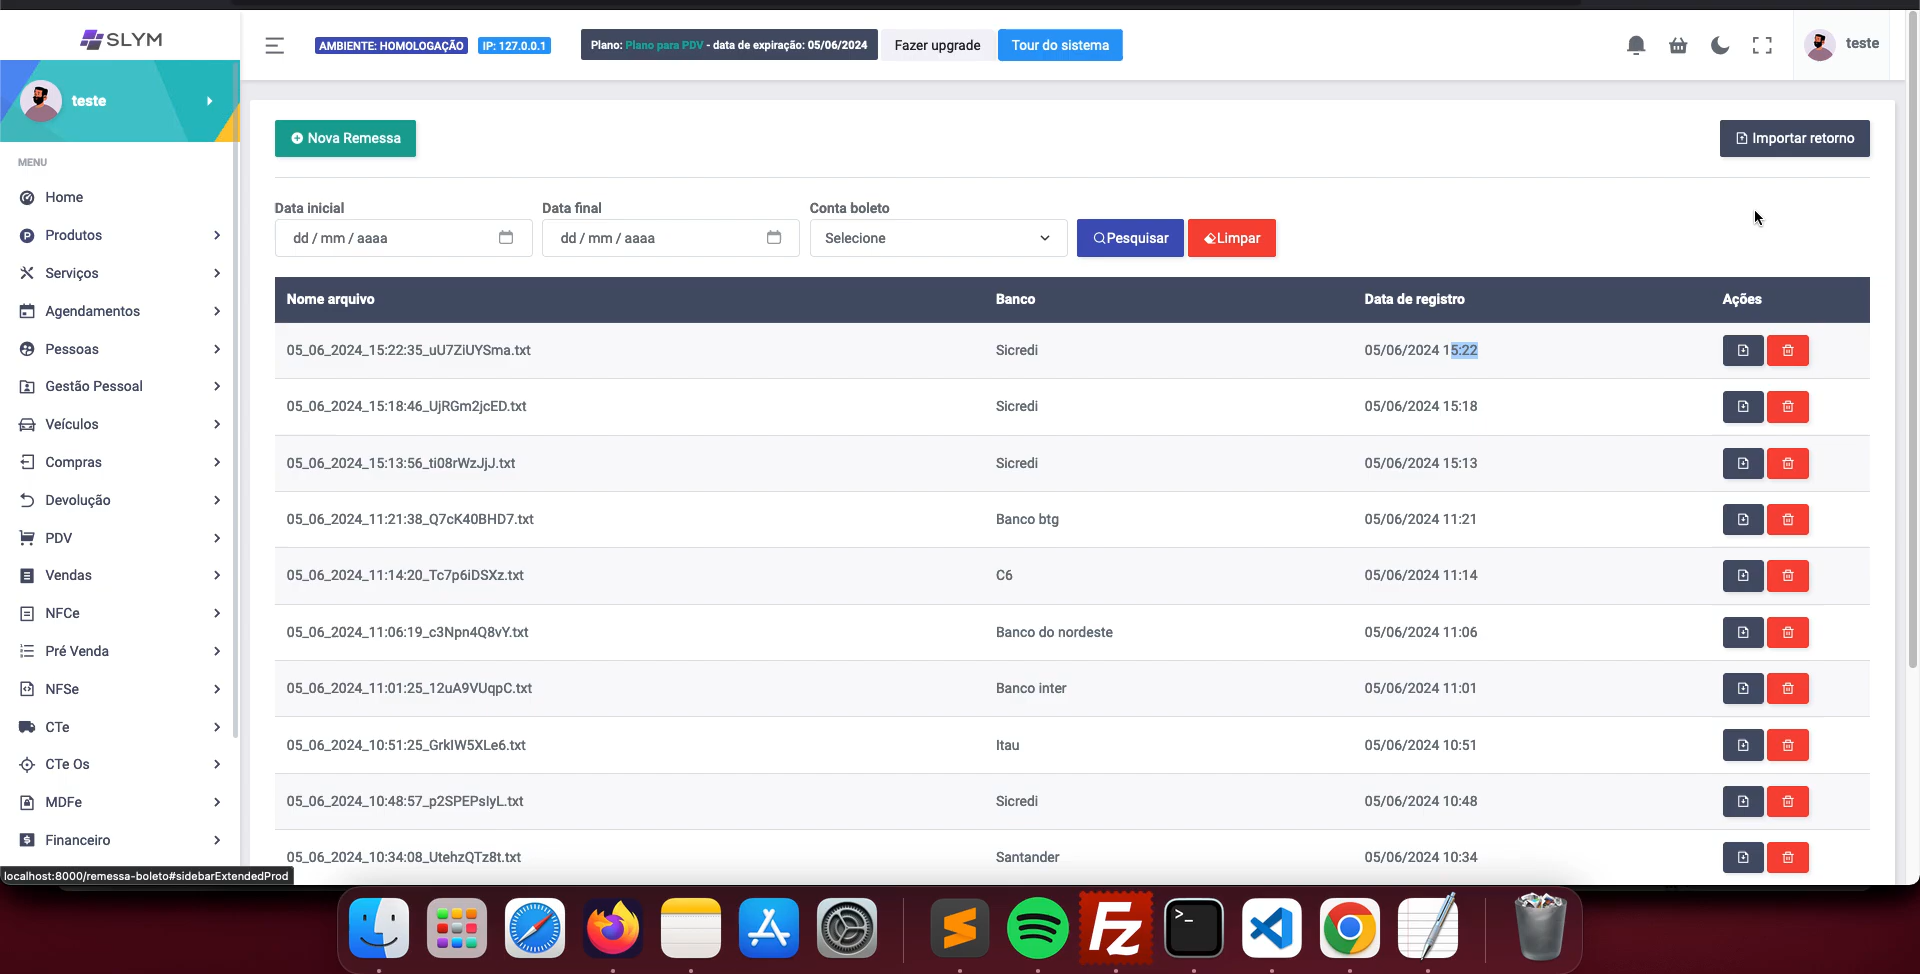 SLYM
AMBIENTE: HOMOLOGAÇÃO IP: 127.0.0.1 Plano: Plano para PDV - data de expiração: 05/06/2024 Fazer upgrade Tour do sistema teste
teste
MENU
Home
Produtos
Serviços
Agendamentos
Pessoas
Gestão Pessoal
Veículos
Compras
Devolução
PDV
Vendas
NFCe
Pré Venda
NFSe
CTe
CTe Os
MDFe
Financeiro
Nova Remessa Importar retorno
Data inicial Data final Conta boleto
dd / mm / aaaa dd / mm / aaaa Selecione Pesquisar Limpar
Nome arquivo Banco Data de registro Ações
05_06_2024_15:22:35_uU7ZiUYSma.txt Sicredi 05/06/2024 15:22
05_06_2024_15:18:46_UjRGm2jcED.txt Sicredi 05/06/2024 15:18
05_06_2024_15:13:56_ti08rWzJjJ.txt Sicredi 05/06/2024 15:13
05_06_2024_11:21:38_Q7cK40BHD7.txt Banco btg 05/06/2024 11:21
05_06_2024_11:14:20_Tc7p6iDSXz.txt C6 05/06/2024 11:14
05_06_2024_11:06:19_c3Npn4Q8vY.txt Banco do nordeste 05/06/2024 11:06
05_06_2024_11:01:25_12uA9VUqpC.txt Banco inter 05/06/2024 11:01
05_06_2024_10:51:25_GrkIW5XLe6.txt Itau 05/06/2024 10:51
05_06_2024_10:48:57_p2SPEPslyL.txt Sicredi 05/06/2024 10:48
05_06_2024_10:34:08_UtehzQTz8t.txt Santander 05/06/2024 10:34
localhost:8000/remessa-boleto#sidebarExtendedProd